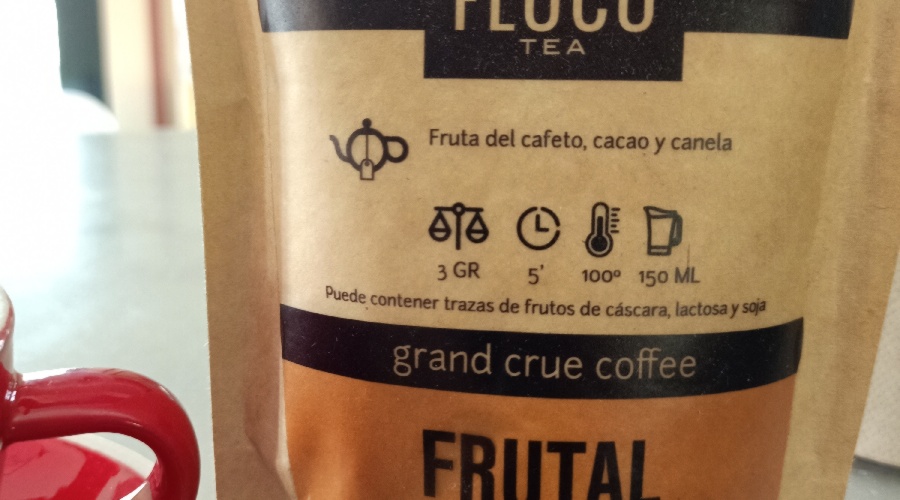 FLOCO
TEA
Fruta del cafeto, cacao y canela
3 GR 5' 100º 150 ML
Puede contener trazas de frutos de cáscara, lactosa y soja
grand crue coffee
FRUTAL